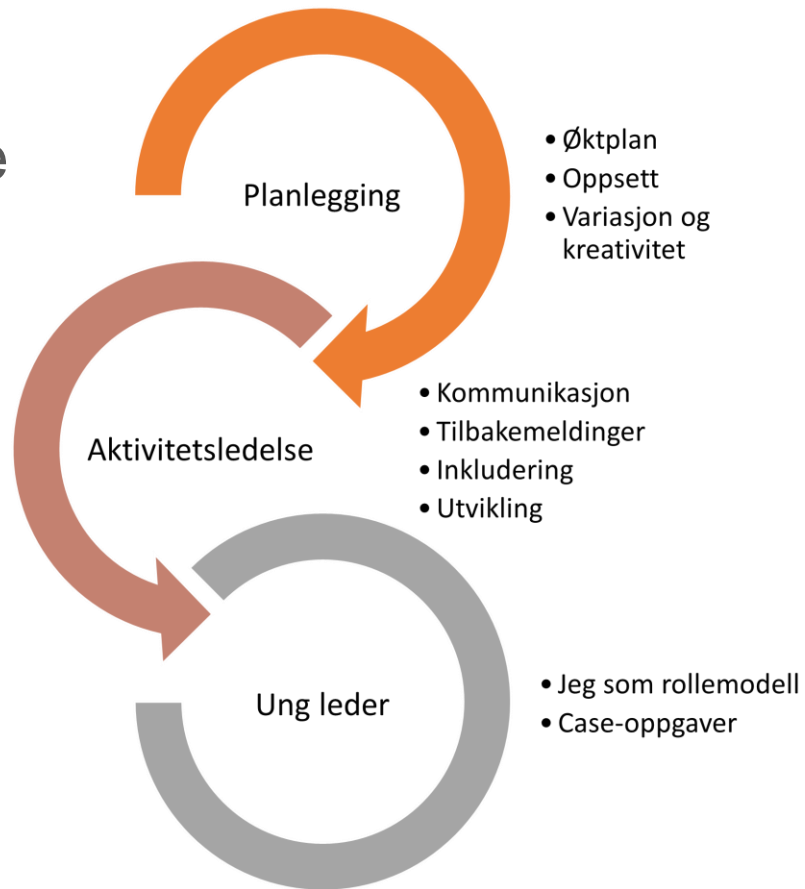 e
Planlegging
• Øktplan
• Oppsett
• Variasjon og
kreativitet
Aktivitetsledelse
• Kommunikasjon
• Tilbakemeldinger
• Inkludering
• Utvikling
Ung leder
• Jeg som rollemodell
• Case-oppgaver